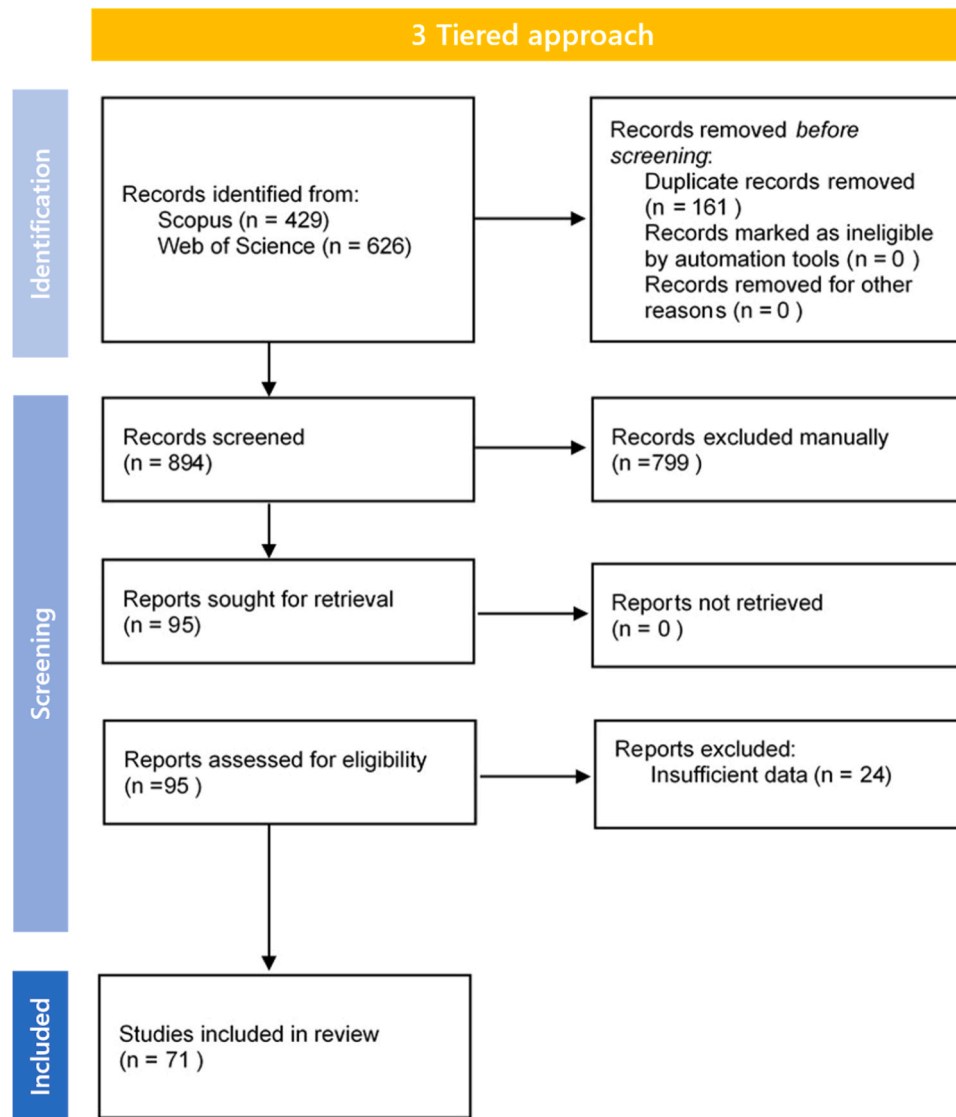 3 Tiered approach
Identification
Records identified from:
Scopus (n = 429)
Web of Science (n = 626)
Records removed before
screening:
Duplicate records removed
(n = 161 )
Records marked as ineligible
by automation tools (n = 0 )
Records removed for other
reasons (n = 0 )
Screening
Records screened
(n = 894)
Records excluded manually
(n =799 )
Reports sought for retrieval
(n = 95)
Reports not retrieved
(n = 0 )
Reports assessed for eligibility
(n =95 )
Reports excluded:
Insufficient data (n = 24)
Included
Studies included in review
(n = 71 )